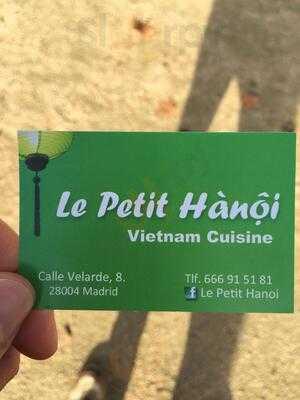 Le Petit Hànội
Vietnam Cuisine
Calle Velarde, 8.
28004 Madrid
Tlf. 666 91 51 81
Le Petit Hanoi